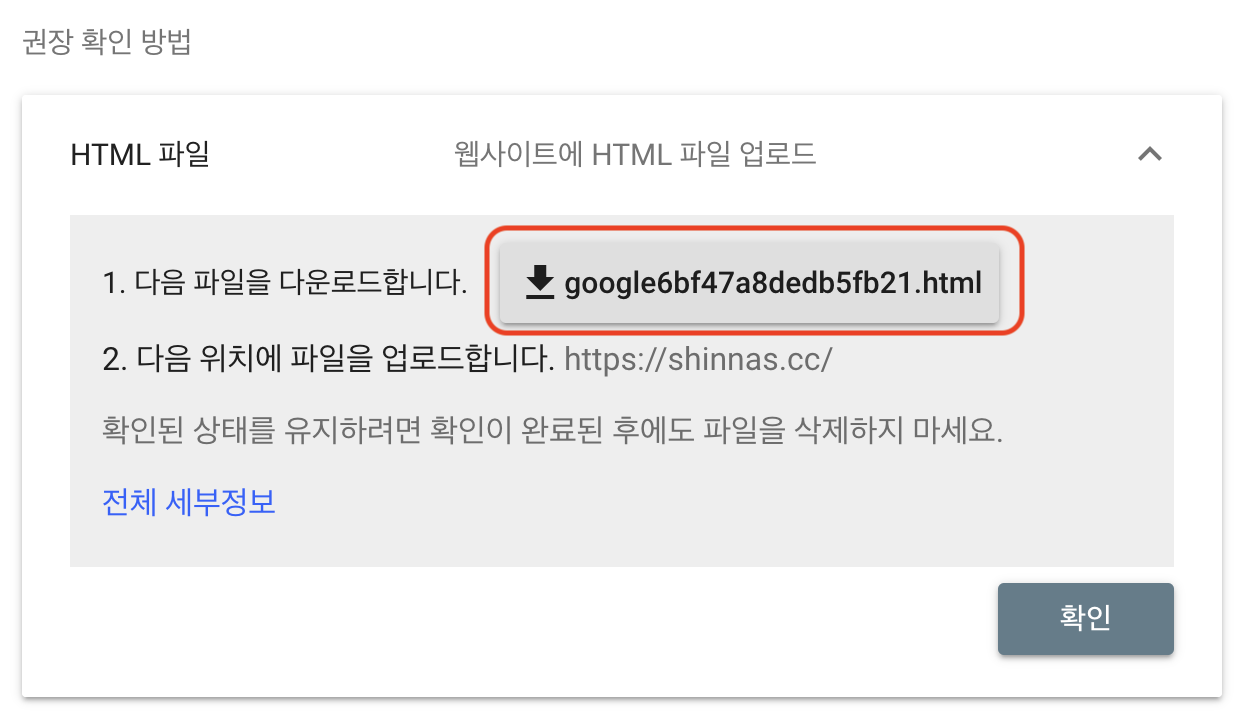 권장 확인 방법
HTML 파일 웹사이트에 HTML 파일 업로드
1. 다음 파일을 다운로드합니다. google6bf47a8dedb5fb21.html
2. 다음 위치에 파일을 업로드합니다. https://shinnas.cc/
확인된 상태를 유지하려면 확인이 완료된 후에도 파일을 삭제하지 마세요.
전체 세부정보
확인